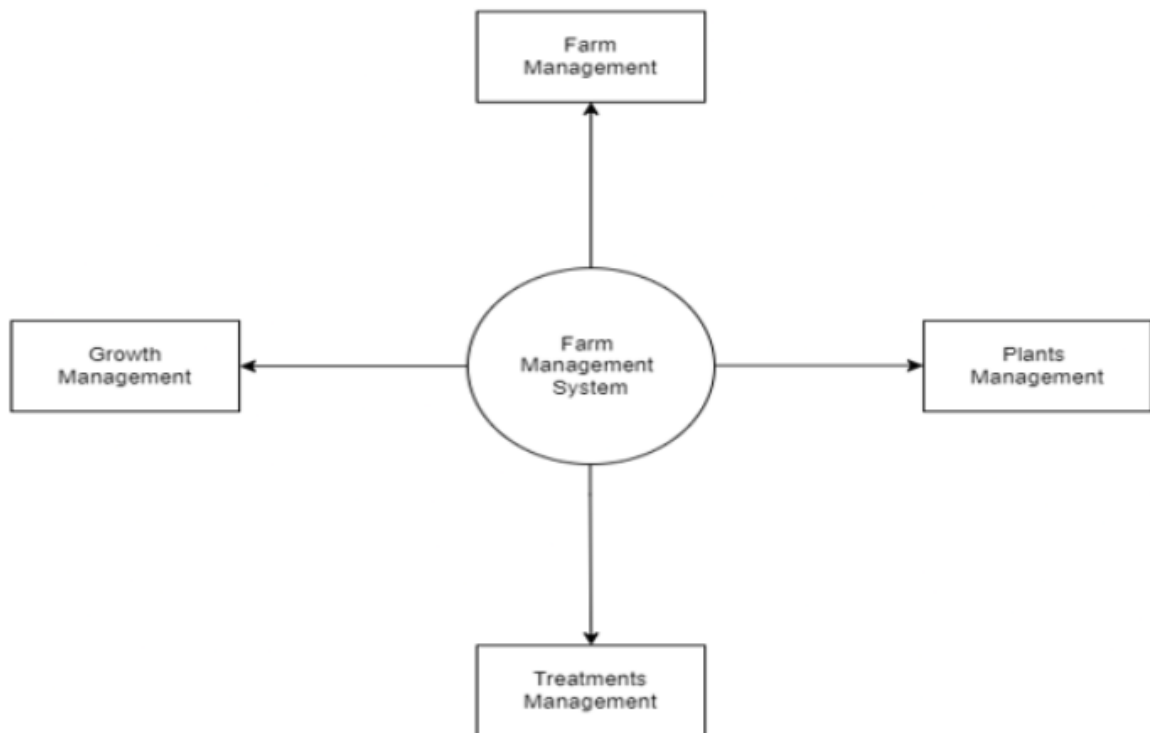 Farm
Management
Growth
Management
Farm
Management
System
Plants
Management
Treatments
Management